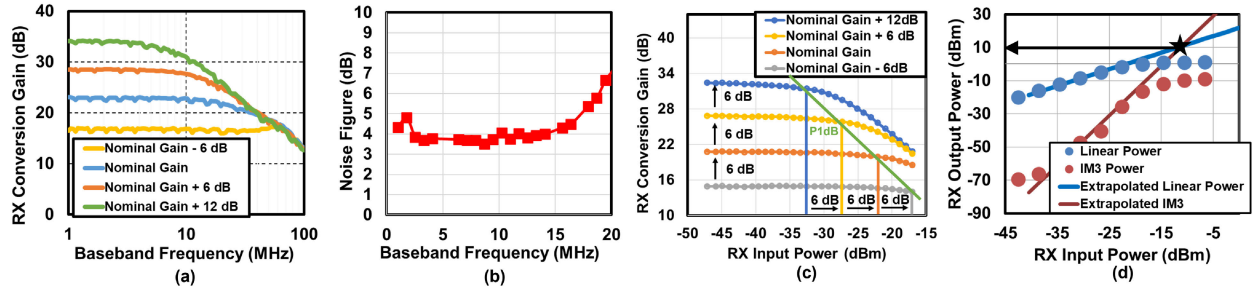 RX Conversion Gain (dB)
40
30
20
10
0
Nominal Gain - 6 dB
Nominal Gain
Nominal Gain + 6 dB
Nominal Gain + 12 dB
1
10
100
Baseband Frequency (MHz)
(a)
Noise Figure (dB)
10
9
8
7
6
5
4
3
2
1
0
0
5
10
15
20
Baseband Frequency (MHz)
(b)
RX Conversion Gain (dB)
44
38
32
26
20
14
Nominal Gain + 12dB
Nominal Gain + 6 dB
Nominal Gain
Nominal Gain - 6dB
6 dB
6 dB
6 dB
P1dB
6 dB
6 dB
6 dB
-50
-45
-40
-35
-30
-25
-20
-15
RX Input Power (dBm)
(c)
RX Output Power (dBm)
30
10
-10
-30
-50
-70
-90
Linear Power
IM3 Power
Extrapolated Linear Power
Extrapolated IM3
-45
-35
-25
-15
-5
RX Input Power (dBm)
(d)